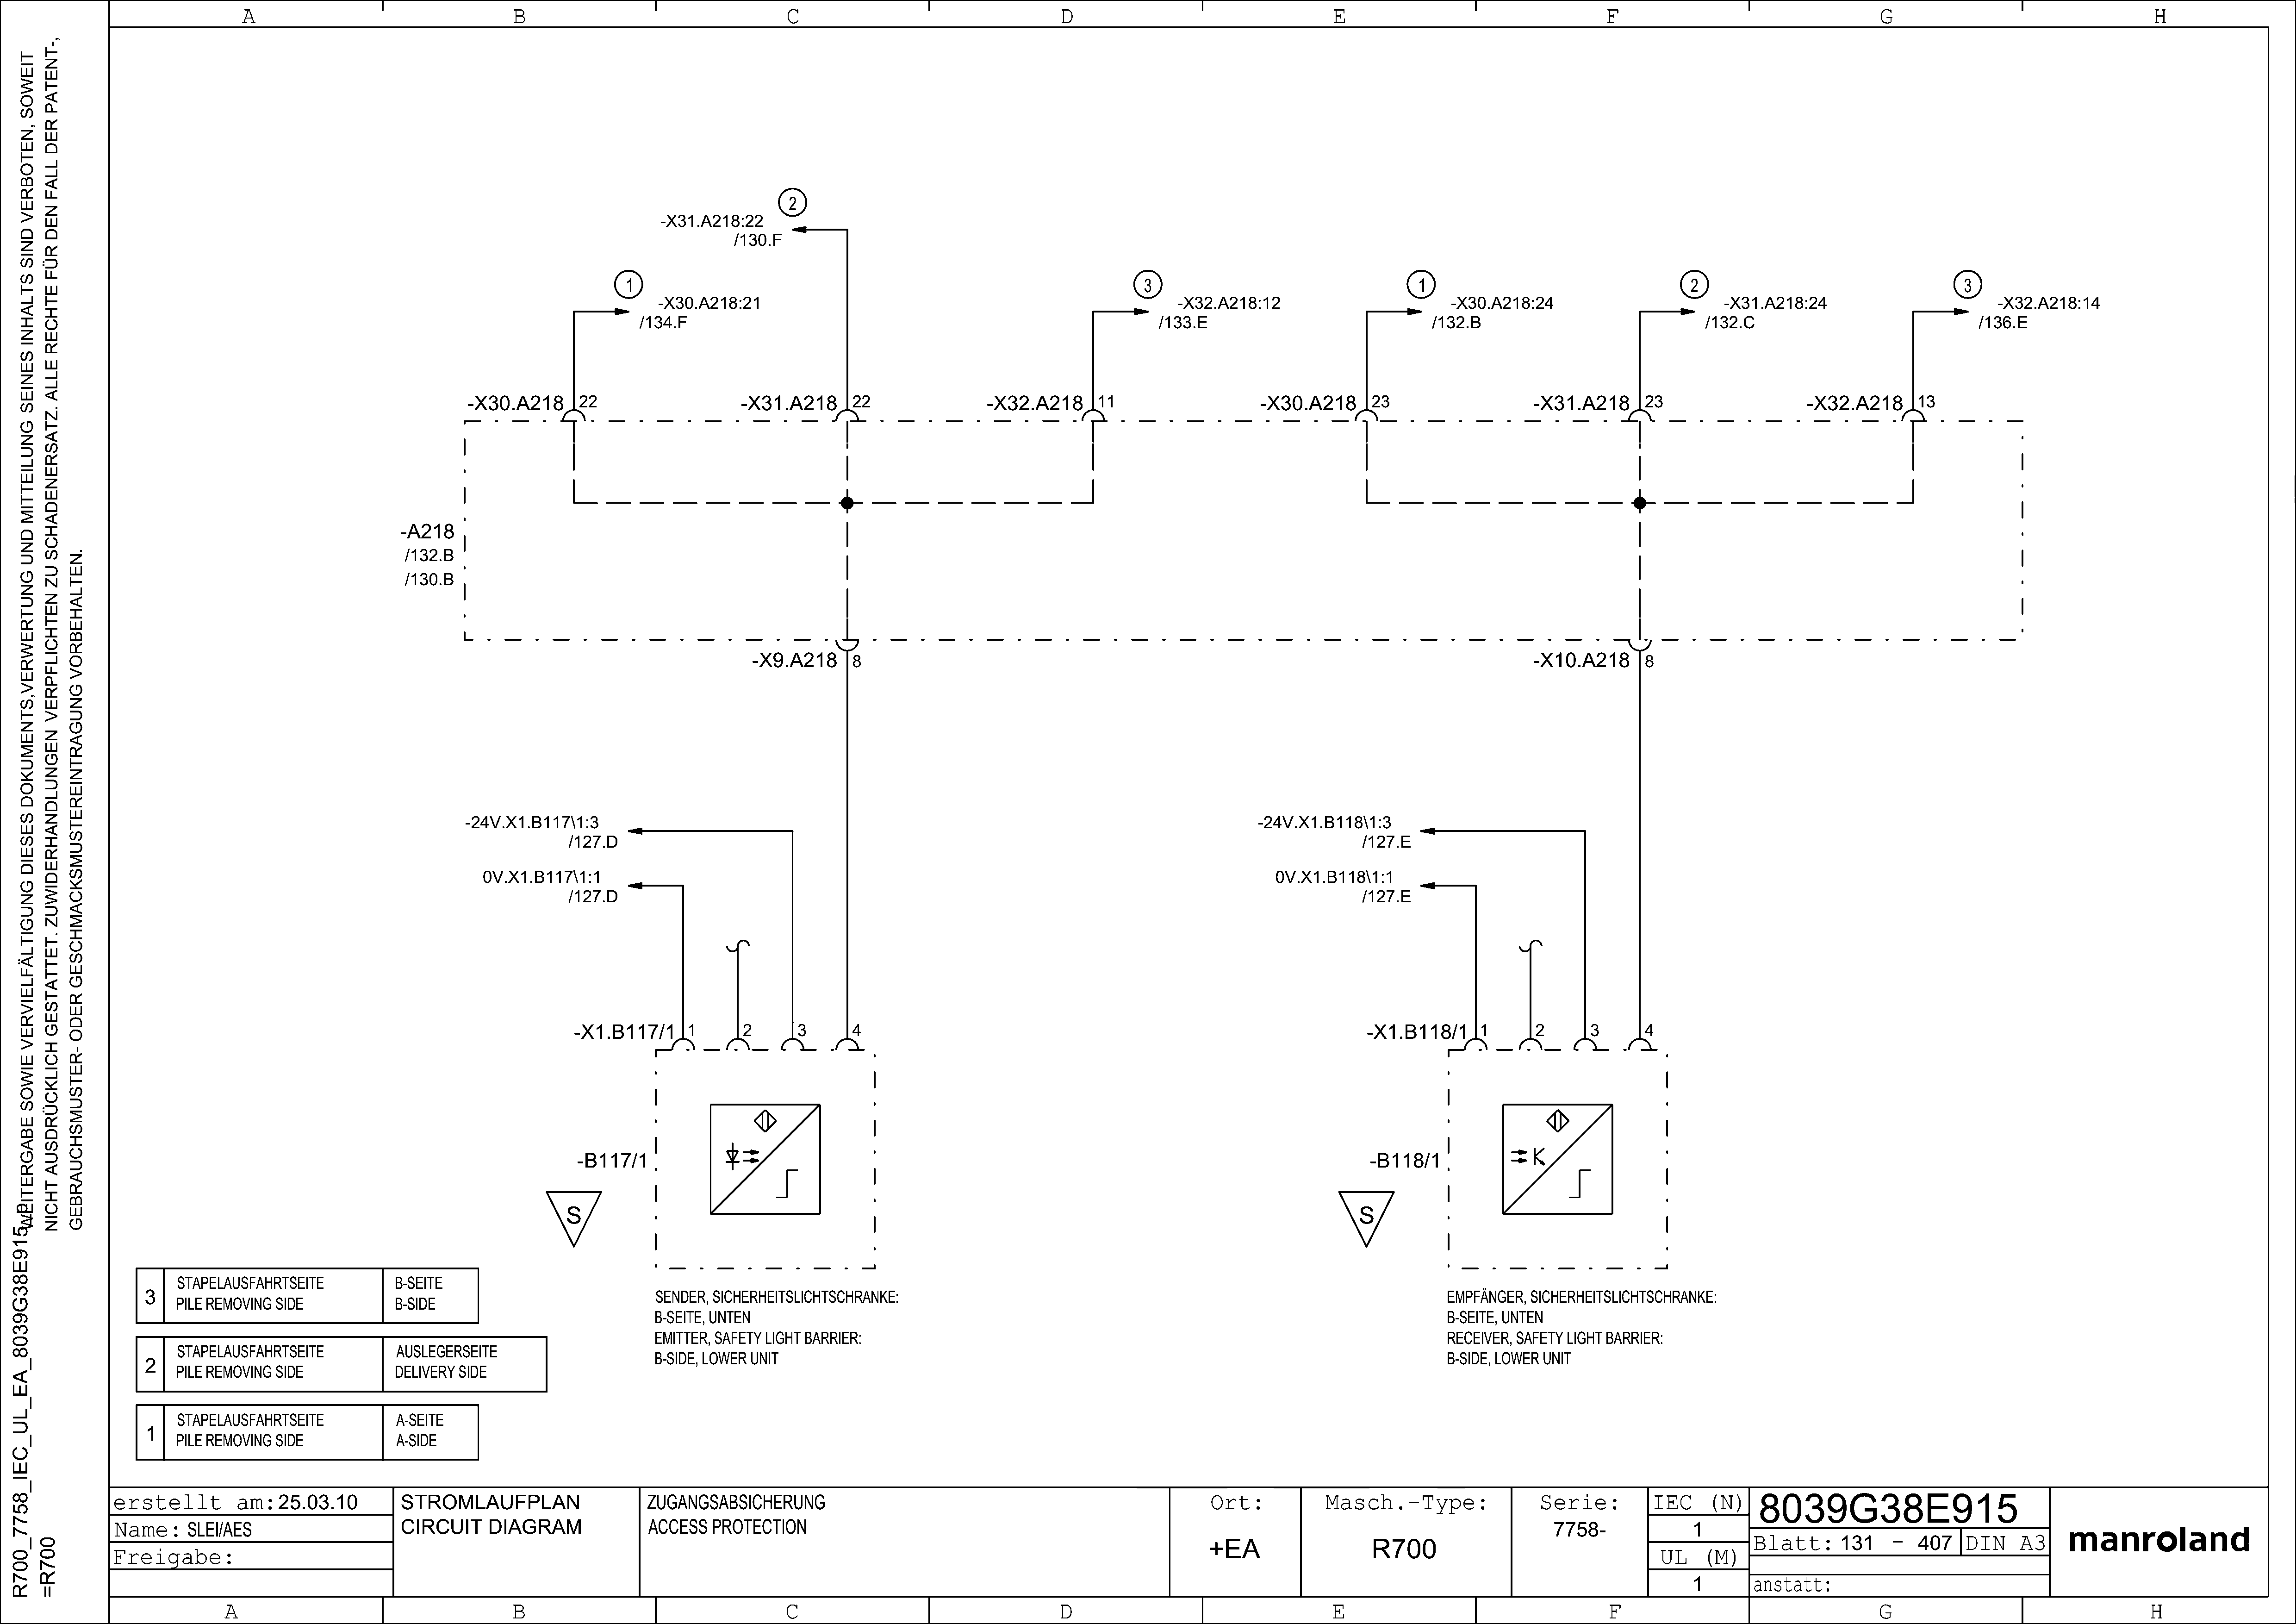 A B C D E F G H
WEITERGABE SOWIE VERVIELFÄLTIGUNG DIESES DOKUMENTS,VERWERTUNG UND MITTEILUNG SEINES INHALTS SIND VERBOTEN, SOWEIT
NICHT AUSDRÜCKLICH GESTATTET. ZUWIDERHANDLUNGEN VERPFLICHTEN ZU SCHADENERSATZ. ALLE RECHTE FÜR DEN FALL DER PATENT-,
GEBRAUCHSMUSTER- ODER GESCHMACKSMUSTEREINTRAGUNG VORBEHALTEN.
R700_7758_IEC_UL_EA_8039G38E915_p
=R700
2
-X31.A218:22
/130.F
1
-X30.A218:21
/134.F
3
-X32.A218:12
/133.E
1
-X30.A218:24
/132.B
2
-X31.A218:24
/132.C
3
-X32.A218:14
/136.E
-X30.A218 22
-X31.A218 22
-X32.A218 11
-X30.A218 23
-X31.A218 23
-X32.A218 13
-A218
/132.B
/130.B
-X9.A218 8
-X10.A218 8
-24V.X1.B117\1:3
/127.D
0V.X1.B117\1:1
/127.D
-24V.X1.B118\1:3
/127.E
0V.X1.B118\1:1
/127.E
-X1.B117/1 1 2 3 4
-X1.B118/1 1 2 3 4
-B117/1
S
-B118/1
S
SENDER, SICHERHEITSLICHTSCHRANKE:
B-SEITE, UNTEN
EMITTER, SAFETY LIGHT BARRIER:
B-SIDE, LOWER UNIT
EMPFÄNGER, SICHERHEITSLICHTSCHRANKE:
B-SEITE, UNTEN
RECEIVER, SAFETY LIGHT BARRIER:
B-SIDE, LOWER UNIT
3
STAPELAUSFAHRTSEITE B-SEITE
PILE REMOVING SIDE B-SIDE
2
STAPELAUSFAHRTSEITE AUSLEGERSEITE
PILE REMOVING SIDE DELIVERY SIDE
1
STAPELAUSFAHRTSEITE A-SEITE
PILE REMOVING SIDE A-SIDE
erstellt am: 25.03.10
Name: SLEI/AES
Freigabe:
STROMLAUFPLAN
CIRCUIT DIAGRAM
ZUGANGSABSICHERUNG
ACCESS PROTECTION
Ort:
+EA
Masch.-Type:
R700
Serie:
7758-
IEC (N)
1
UL (M)
1
8039G38E915
Blatt: 131 - 407 DIN A3
anstatt:
manroland
A B C D E F G H